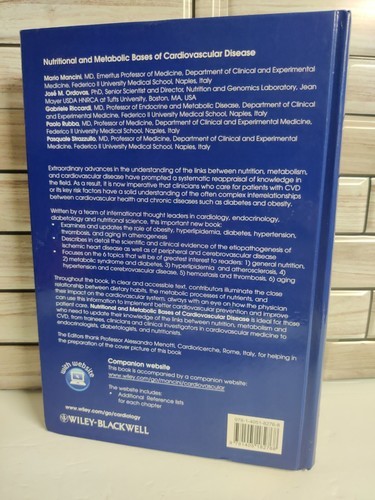 Nutritional and Metabolic Bases of Cardiovascular Disease
Mario Mancini, MD, Emeritus Professor of Medicine, Department of Clinical and Experimental
Medicine, Federico II University Medical School, Naples, Italy
José M. Ordovas, PhD, Senior Scientist and Director, Nutrition and Genomics Laboratory, Jean
Mayer USDA HNRCA at Tufts University, Boston, MA, USA
Gabriele Riccardi, MD, Professor of Endocrine and Metabolic Disease, Department of Clinical
and Experimental Medicine, Federico II University Medical School, Naples, Italy
Paolo Rubba, MD, Professor of Medicine, Department of Clinical and Experimental Medicine,
Federico II University Medical School, Naples, Italy
Pasquale Strazzullo, MD, Professor of Medicine, Department of Clinical and Experimental
Medicine, Federico II University Medical School, Naples, Italy
Extraordinary advances in the understanding of the links between nutrition, metabolism,
and cardiovascular disease have prompted a systematic reappraisal of knowledge in
the field. As a result, it is now imperative that clinicians who care for patients with CVD
or its key risk factors have a solid understanding of the often complex interrelationships
between cardiovascular health and chronic diseases such as diabetes and obesity.
Written by a team of international thought leaders in cardiology, endocrinology,
diabetology and nutritional science, this important new book:
• Examines and updates the role of obesity, hyperlipidemia, diabetes, hypertension,
thrombosis, and aging in atherogenesis
• Describes in detail the scientific and clinical evidence of the etiopathogenesis of
ischemic heart disease as well as of peripheral and cerebrovascular disease
• Focuses on the 6 topics that will be of greatest interest to readers: 1) general nutrition,
2) metabolic syndrome and diabetes, 3) hyperlipidemia and atherosclerosis, 4)
hypertension and cerebrovascular disease, 5) hemostasis and thrombosis, 6) aging
Throughout the book, in clear and accessible text, contributors illuminate the case
relationship between dietary habits, the metabolic processes of nutrients, and
their impact on the cardiovascular system, always with an eye on how the physician
can use this information to implement better cardiovascular prevention and improve
patient care. Nutritional and Metabolic Bases of Cardiovascular Disease is ideal for those
who need to update their knowledge of the links between nutrition, metabolism and
CVD, from trainees, clinicians and clinical investigators in cardiovascular medicine to
endocrinologists, diabetologists, and nutritionists.
The Editors thank Professor Alessandro Menotti, Cardioricerche, Rome, Italy, for helping in
the preparation of the cover picture of this book
with website
Companion website
This book is accompanied by a companion website:
www.wiley.com/go/mancini/cardiovascular
The website includes:
• Additional Reference lists
for each chapter
www.wiley.com/go/cardiology
WILEY-BLACKWELL